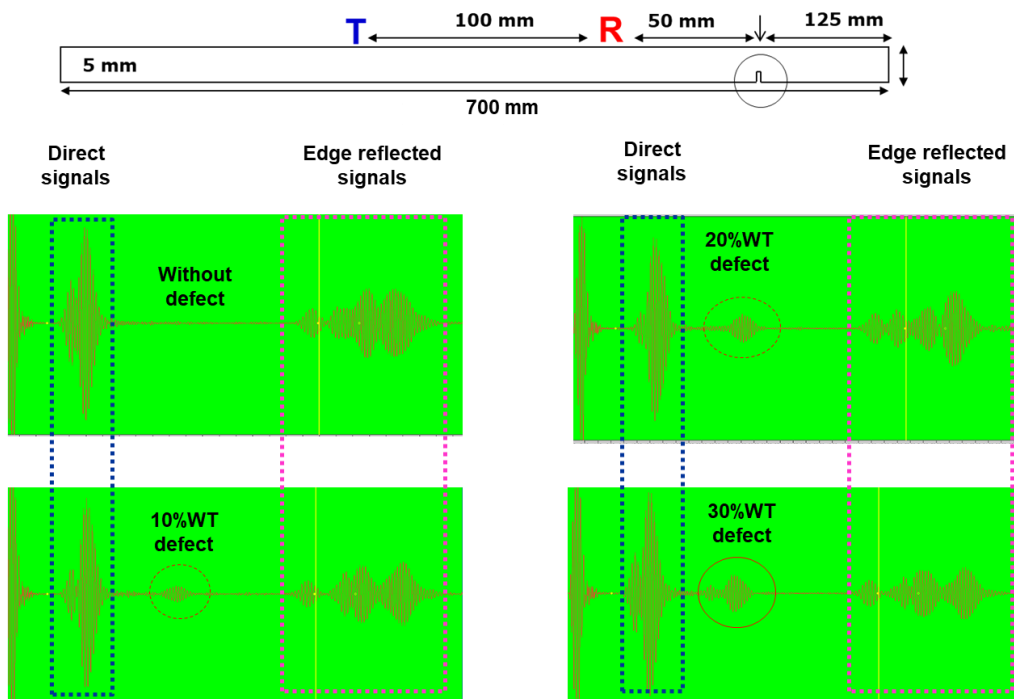 T
100 mm
R
50 mm
125 mm
5 mm
700 mm
Direct
signals
Edge reflected
signals
Direct
signals
Edge reflected
signals
Without
defect
20%WT
defect
10%WT
defect
30%WT
defect